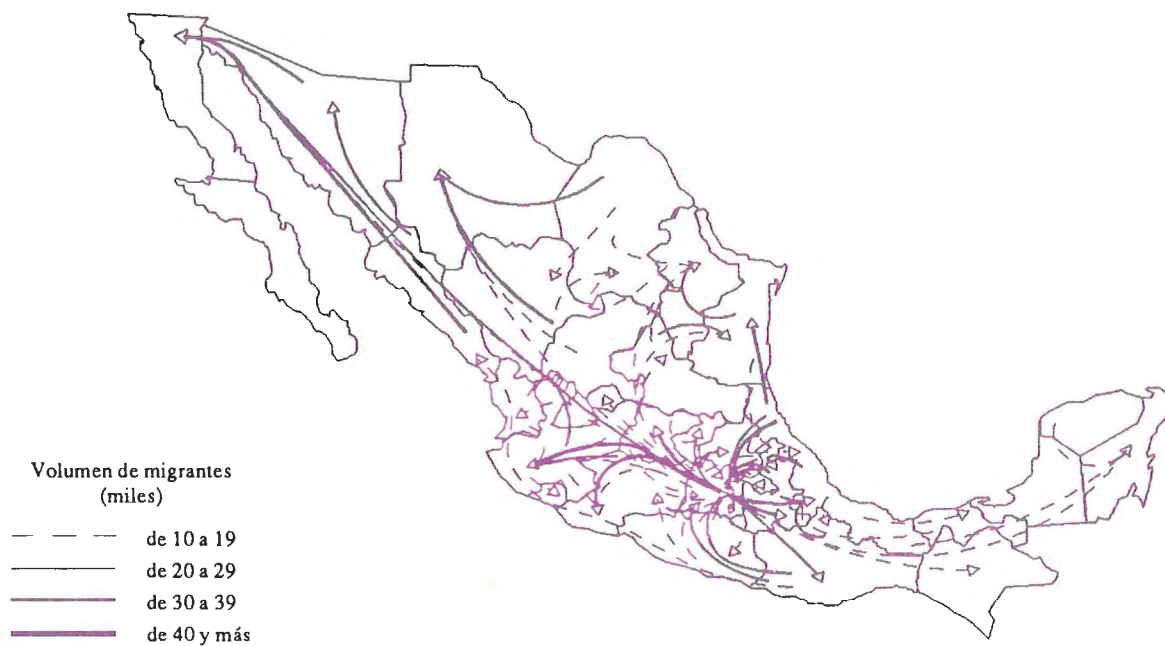 Volumen de migrantes
(miles)
de 10 a 19
de 20 a 29
de 30 a 39
de 40 y más